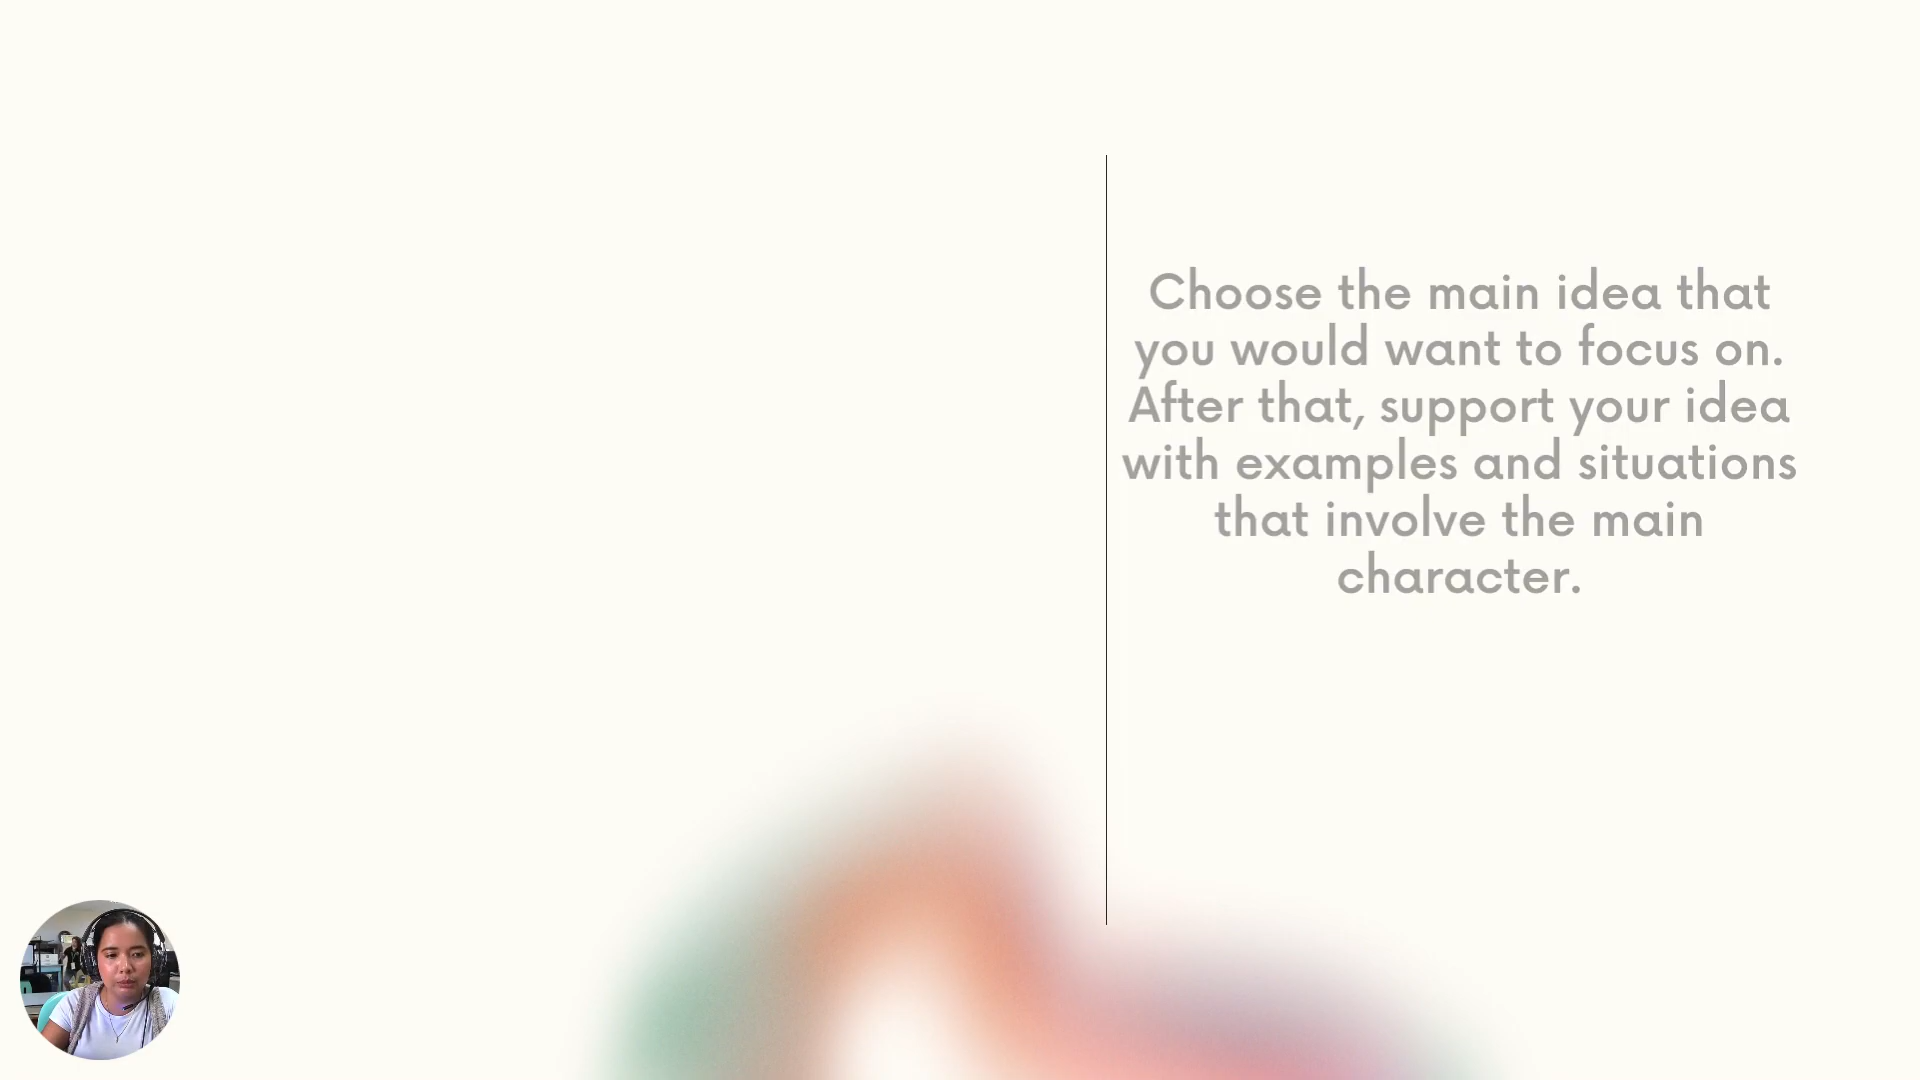 Choose the main idea that
you would want to focus on.
After that, support your idea
with examples and situations
that involve the main
character.